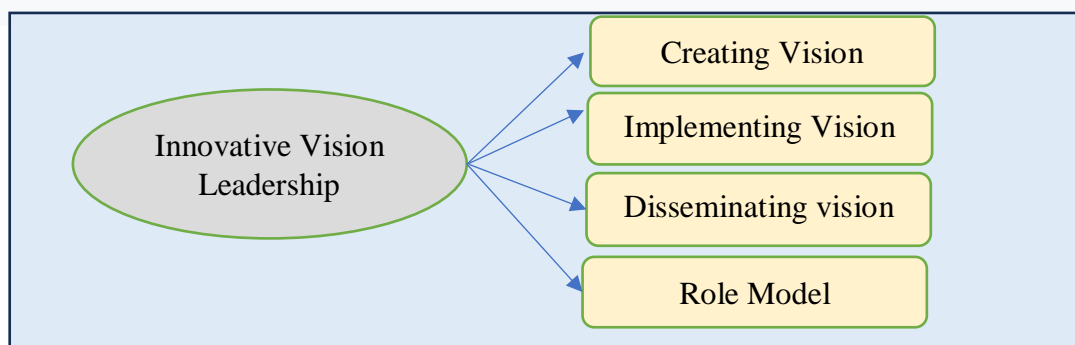 Innovative Vision
Leadership
Creating Vision
Implementing Vision
Disseminating vision
Role Model